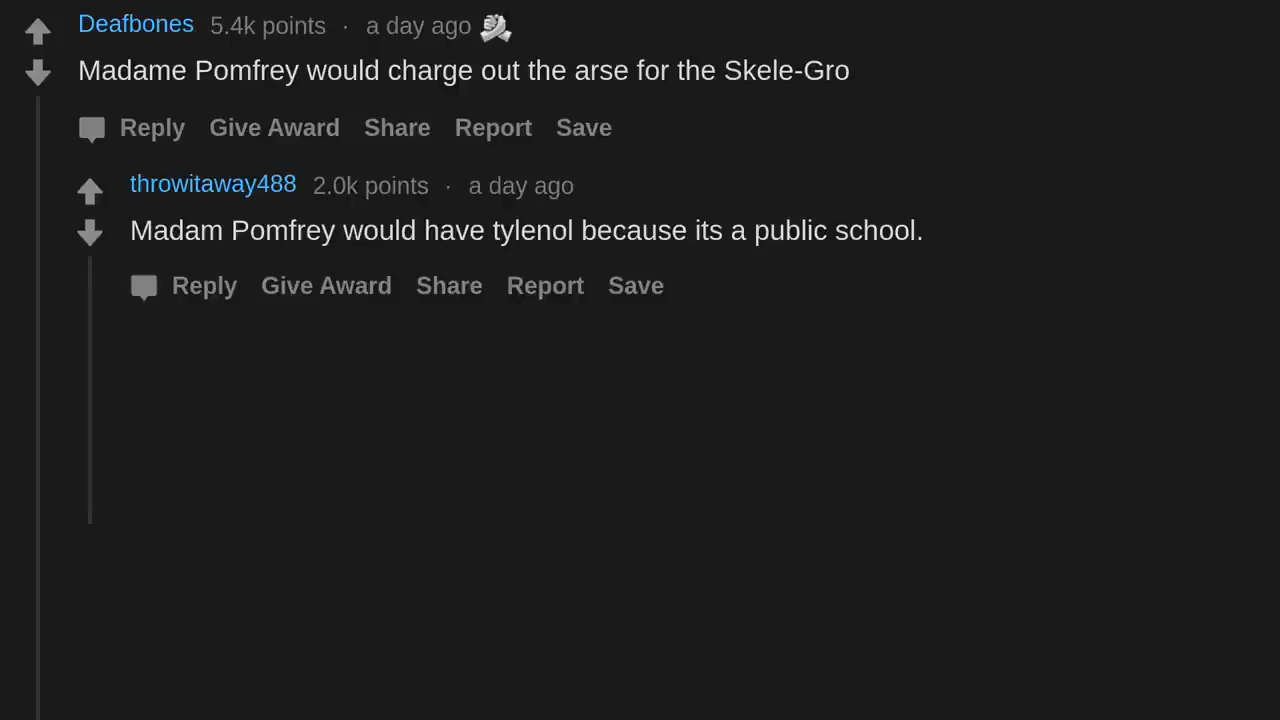 Deafbones 5.4k points · a day ago
Madame Pomfrey would charge out the arse for the Skele-Gro
Reply Give Award Share Report Save
throwitaway488 2.0k points · a day ago
Madam Pomfrey would have tylenol because its a public school.
Reply Give Award Share Report Save